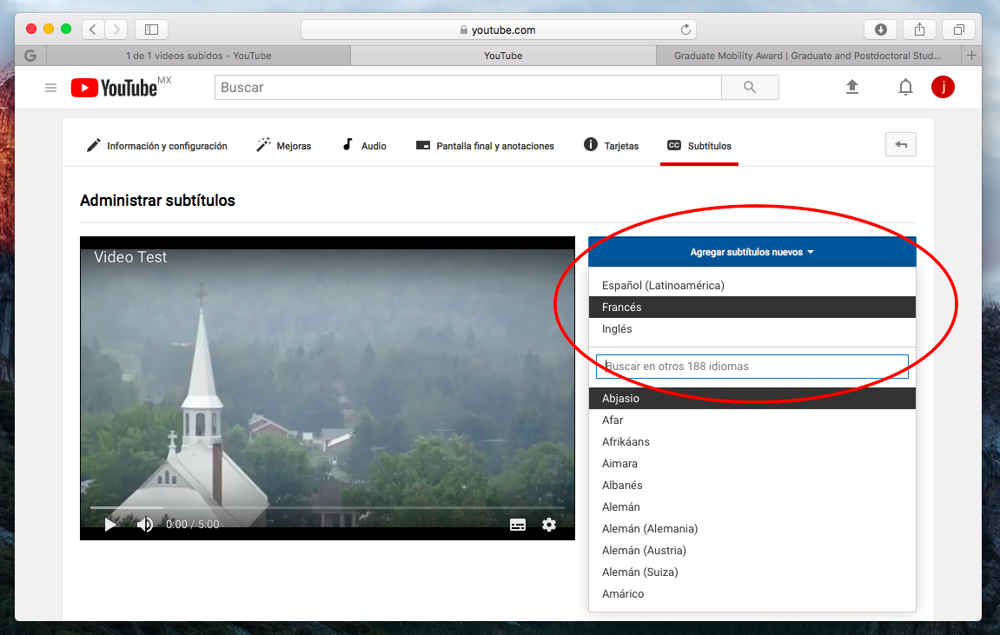 youtube.com
1 de 1 videos subidos - YouTube
YouTube
Graduate Mobility Award | Graduate and Postdoctoral Stud...
YouTube MX
Buscar
j
Información y configuración
Mejoras
Audio
Pantalla final y anotaciones
Tarjetas
CC Subtítulos
Administrar subtítulos
Video Test
0:00 / 5:00
Agregar subtítulos nuevos
Español (Latinoamérica)
Francés
Inglés
Buscar en otros 188 idiomas
Abjasio
Afar
Afrikáans
Aimara
Albanés
Alemán
Alemán (Alemania)
Alemán (Austria)
Alemán (Suiza)
Amárico